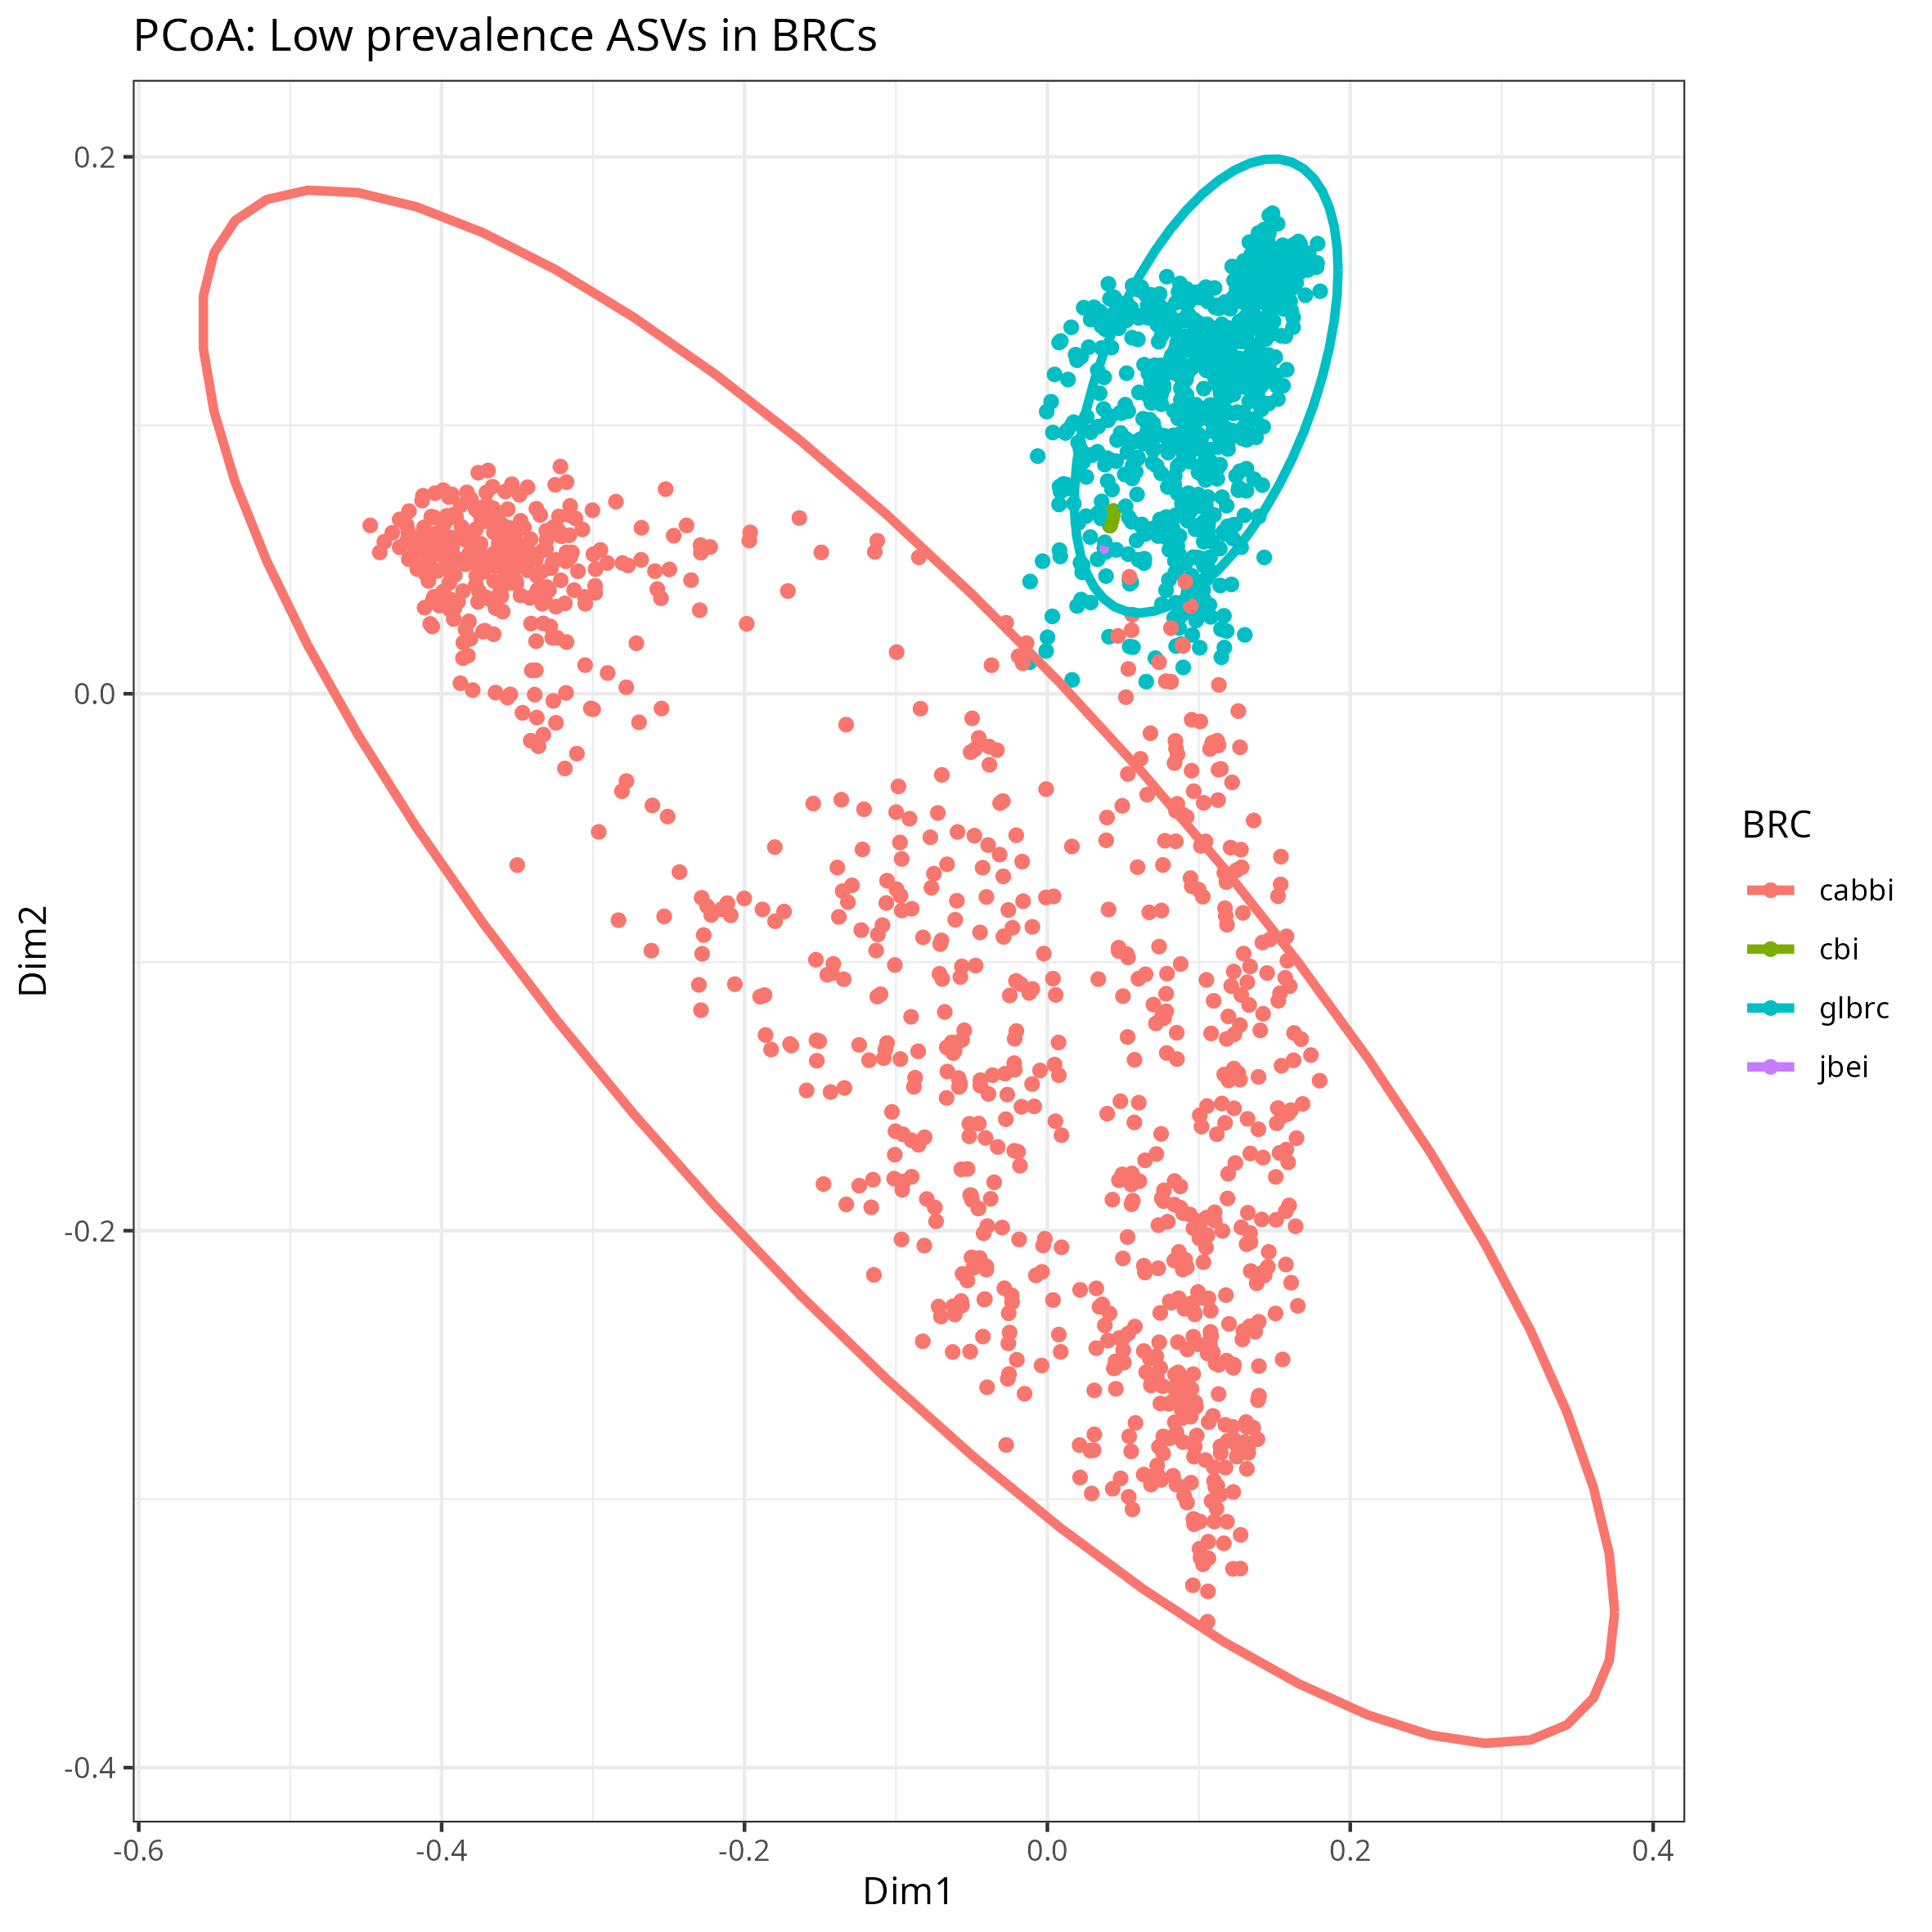 PCoA: Low prevalence ASVs in BRCs
0.2
0.0
-0.2
-0.4
Dim2
-0.6
-0.4
-0.2
0.0
0.2
0.4
Dim1
BRC
cabbi
cbi
glbrc
jbei